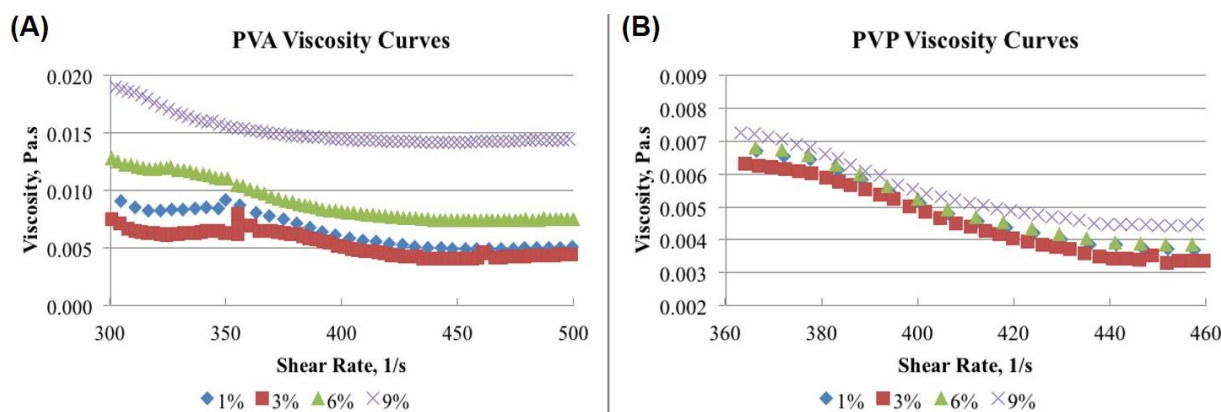 (A)
PVA Viscosity Curves
Viscosity, Pa.s
0.020
0.015
0.010
0.005
0.000
300 350 400 450 500
Shear Rate, 1/s
1% 3% 6% 9%
(B)
PVP Viscosity Curves
Viscosity, Pa.s
0.009
0.008
0.007
0.006
0.005
0.004
0.003
0.002
360 380 400 420 440 460
Shear Rate, 1/s
1% 3% 6% 9%